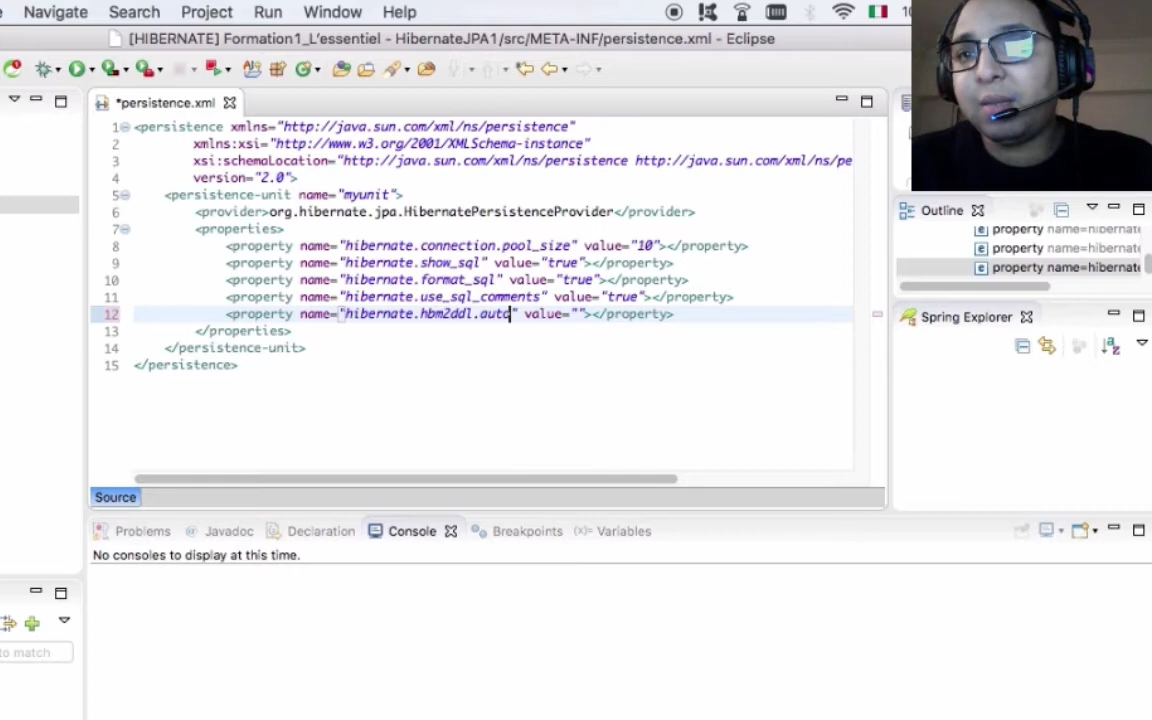 Navigate Search Project Run Window Help
[HIBERNATE] Formation1_L'essentiel - HibernateJPA1/src/META-INF/persistence.xml - Eclipse
*persistence.xml
1 <persistence xmlns="http://java.sun.com/xml/ns/persistence"
2 xmlns:xsi="http://www.w3.org/2001/XMLSchema-instance"
3 xsi:schemaLocation="http://java.sun.com/xml/ns/persistence http://java.sun.com/xml/ns/pe
4 version="2.0">
5 <persistence-unit name="myunit">
6 <provider>org.hibernate.jpa.HibernatePersistenceProvider</provider>
7 <properties>
8 <property name="hibernate.connection.pool_size" value="10"></property>
9 <property name="hibernate.show_sql" value="true"></property>
10 <property name="hibernate.format_sql" value="true"></property>
11 <property name="hibernate.use_sql_comments" value="true"></property>
12 <property name="hibernate.hbm2ddl.auto" value=""></property>
13 </properties>
14 </persistence-unit>
15 </persistence>
Source
Outline
property name=hibernate
property name=hibernate
property name=hibernate
Spring Explorer
Problems Javadoc Declaration Console Breakpoints Variables
No consoles to display at this time.
to match